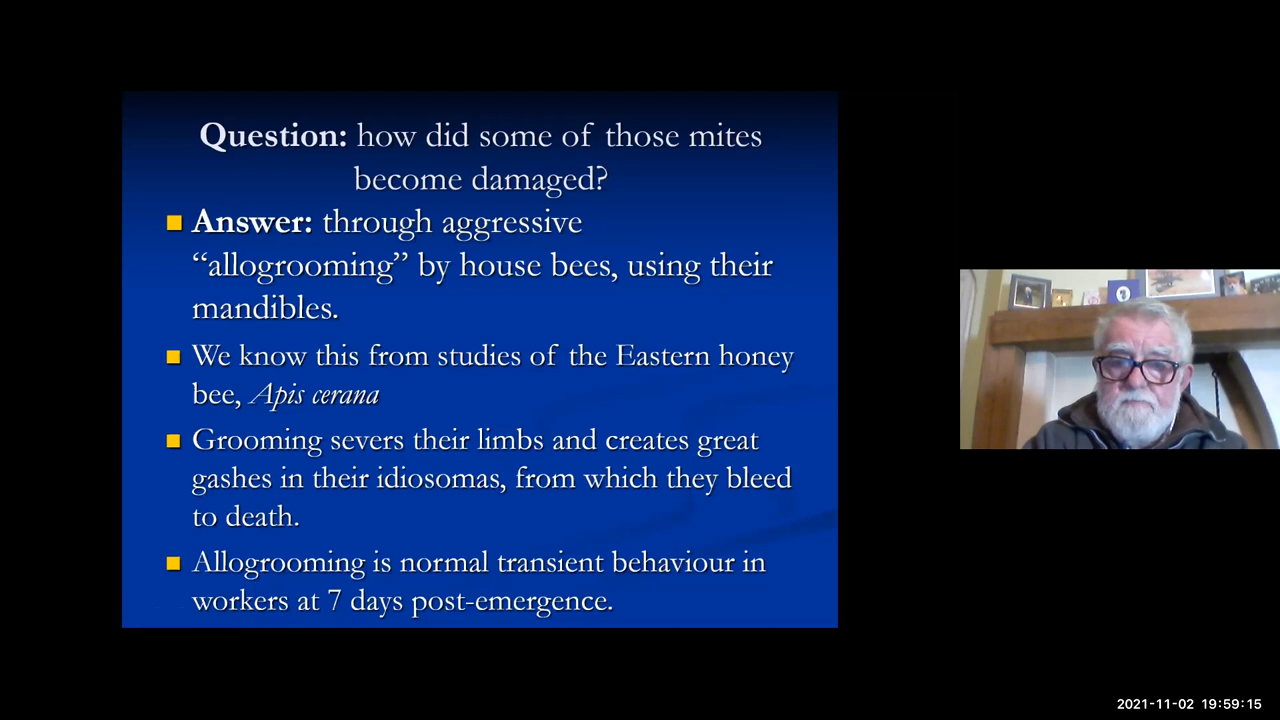 Question: how did some of those mites
become damaged?
Answer: through aggressive
“allogrooming” by house bees, using their
mandibles.
We know this from studies of the Eastern honey
bee, Apis cerana
Grooming severs their limbs and creates great
gashes in their idiosomas, from which they bleed
to death.
Allogrooming is normal transient behaviour in
workers at 7 days post-emergence.
2021-11-02 19:59:15